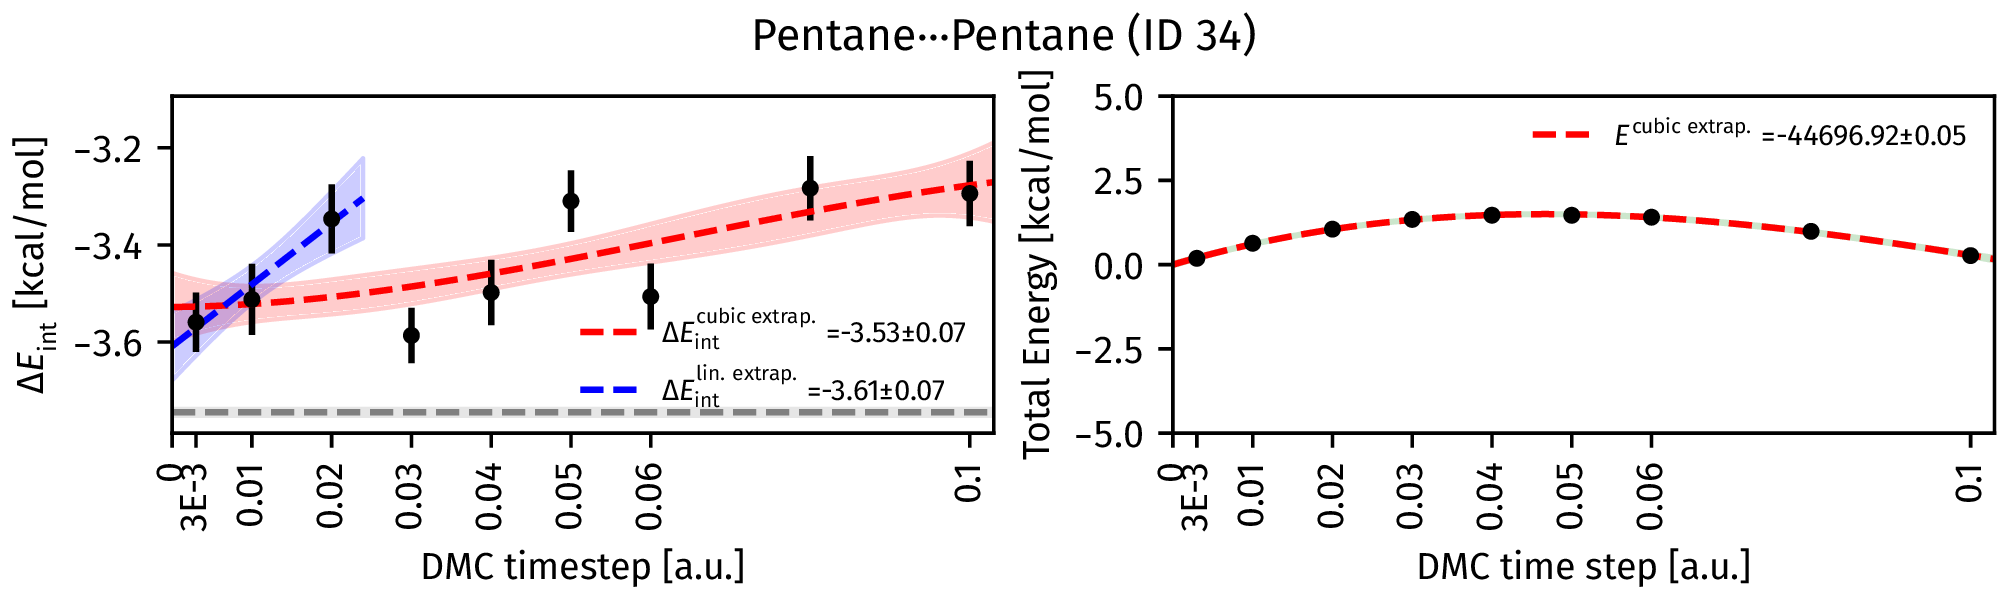 Pentane···Pentane (ID 34)
ΔE_int [kcal/mol]
−3.2
−3.4
−3.6
ΔE_int^cubic extrap. =-3.53±0.07
ΔE_int^lin. extrap. =-3.61±0.07
0
3E-3
0.01
0.02
0.03
0.04
0.05
0.06
0.1
DMC timestep [a.u.]
Total Energy [kcal/mol]
5.0
2.5
0.0
−2.5
−5.0
E^cubic extrap. =-44696.92±0.05
0
3E-3
0.01
0.02
0.03
0.04
0.05
0.06
0.1
DMC time step [a.u.]